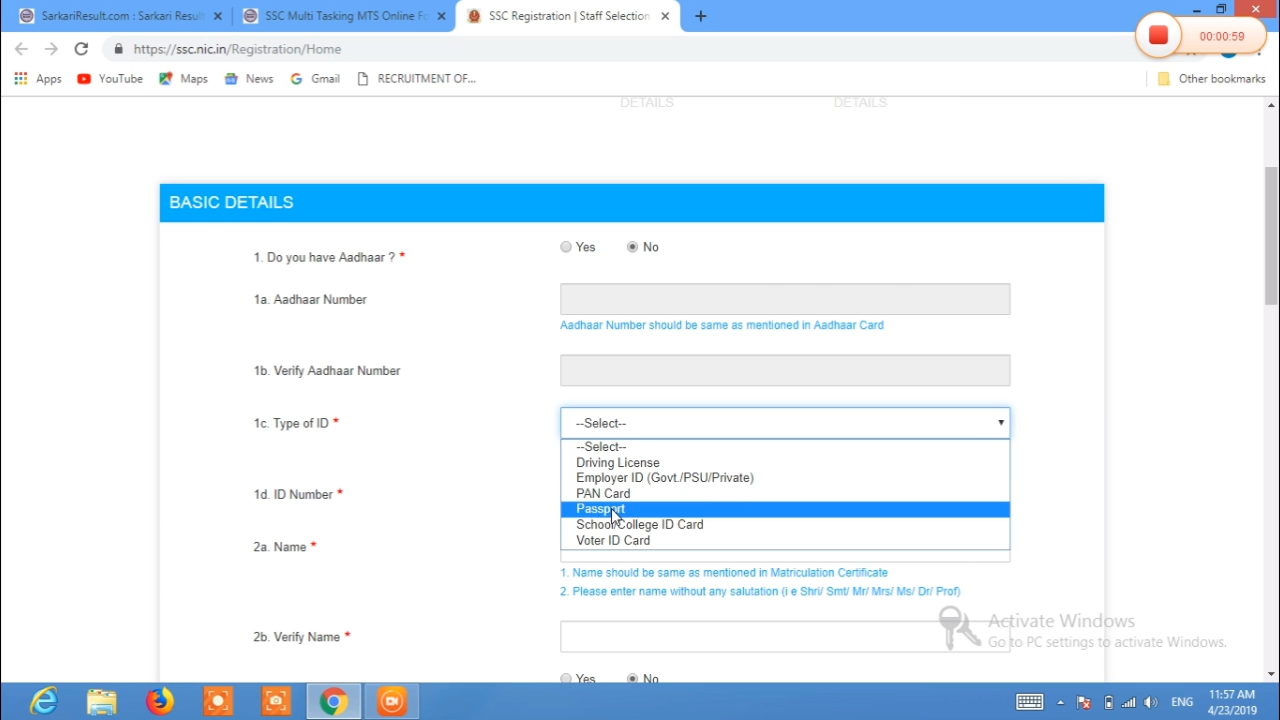 SarkariResult.com : Sarkari Result
SSC Multi Tasking MTS Online Fo
SSC Registration | Staff Selection
00:00:59
https://ssc.nic.in/Registration/Home
Apps
YouTube
Maps
News
Gmail
RECRUITMENT OF...
Other bookmarks
DETAILS
DETAILS
BASIC DETAILS
1. Do you have Aadhaar ? *
Yes
No
1a. Aadhaar Number
Aadhaar Number should be same as mentioned in Aadhaar Card
1b. Verify Aadhaar Number
1c. Type of ID *
--Select--
--Select--
Driving License
Employer ID (Govt./PSU/Private)
PAN Card
1d. ID Number *
Passport
School/College ID Card
Voter ID Card
2a. Name *
1. Name should be same as mentioned in Matriculation Certificate
2. Please enter name without any salutation (i e Shri/ Smt/ Mr/ Mrs/ Ms/ Dr/ Prof)
2b. Verify Name *
Activate Windows
Go to PC settings to activate Windows.
Yes
No
ENG
11:57 AM
4/23/2019